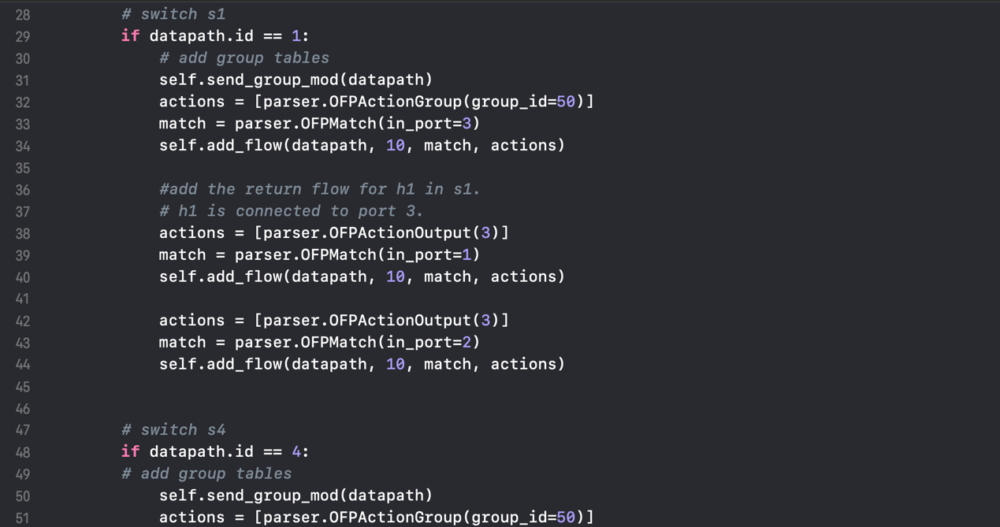 28 # switch s1
29 if datapath.id == 1:
30 # add group tables
31 self.send_group_mod(datapath)
32 actions = [parser.OFPActionGroup(group_id=50)]
33 match = parser.OFPMatch(in_port=3)
34 self.add_flow(datapath, 10, match, actions)
35
36 #add the return flow for h1 in s1.
37 # h1 is connected to port 3.
38 actions = [parser.OFPActionOutput(3)]
39 match = parser.OFPMatch(in_port=1)
40 self.add_flow(datapath, 10, match, actions)
41
42 actions = [parser.OFPActionOutput(3)]
43 match = parser.OFPMatch(in_port=2)
44 self.add_flow(datapath, 10, match, actions)
45
46
47 # switch s4
48 if datapath.id == 4:
49 # add group tables
50 self.send_group_mod(datapath)
51 actions = [parser.OFPActionGroup(group_id=50)]